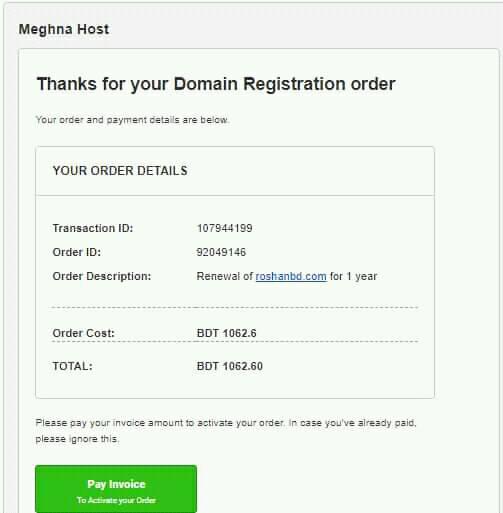 Meghna Host
Thanks for your Domain Registration order
Your order and payment details are below.
YOUR ORDER DETAILS
Transaction ID: 107944199
Order ID: 92049146
Order Description: Renewal of roshanbd.com for 1 year
Order Cost: BDT 1062.6
TOTAL: BDT 1062.60
Please pay your invoice amount to activate your order. In case you've already paid,
please ignore this.
Pay Invoice
To Activate your Order